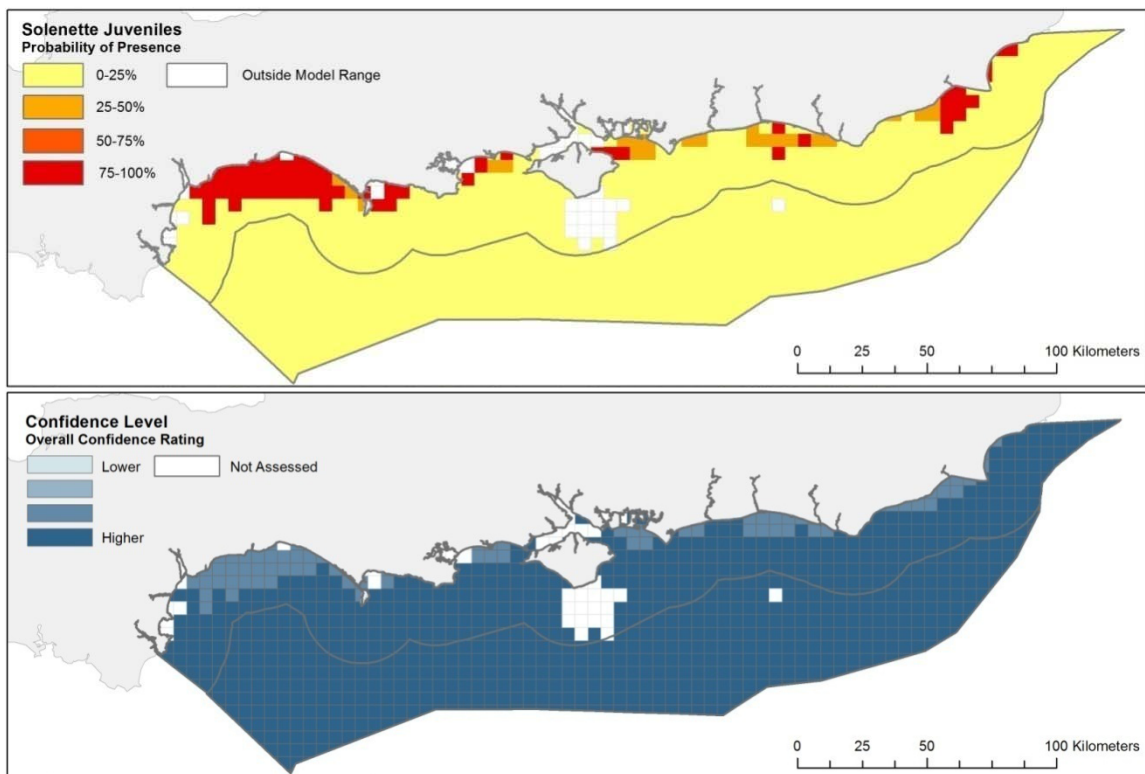 Solenette Juveniles
Probability of Presence
0-25% Outside Model Range
25-50%
50-75%
75-100%
0 25 50 100 Kilometers
Confidence Level
Overall Confidence Rating
Lower Not Assessed
Higher
0 25 50 100 Kilometers